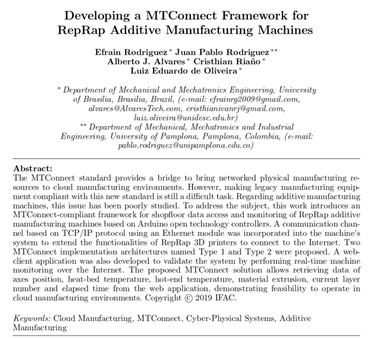 Developing a MTConnect Framework for
RepRap Additive Manufacturing Machines
Efrain Rodriguez * Juan Pablo Rodriguez **
Alberto J. Alvares * Cristhian Riaño *
Luiz Eduardo de Oliveira *
* Department of Mechanical and Mechatronics Engineering, University
of Brasilia, Brasilia, Brazil, (e-mail: efrainrg2009@gmail.com,
alvares@AlvaresTech.com, cristhianivanrj@gmail.com,
luiz.oliveira@unidesc.edu.br)
** Department of Mechanical, Mechatronics and Industrial
Engineering, University of Pamplona, Pamplona, Colombia, (e-mail:
pablo.rodriguez@unipamplona.edu.co)
Abstract:
The MTConnect standard provides a bridge to bring networked physical manufacturing re-
sources to cloud manufacturing environments. However, making legacy manufacturing equip-
ment compliant with this new standard is still a difficult task. Regarding additive manufacturing
machines, this issue has been poorly studied. To address the subject, this work introduces an
MTConnect-compliant framework for shopfloor data access and monitoring of RepRap additive
manufacturing machines based on Arduino open technology controllers. A communication chan-
nel based on TCP/IP protocol using an Ethernet module was incorporated into the machine's
system to extend the functionalities of RepRap 3D printers to connect to the Internet. Two
MTConnect implementation architectures named Type 1 and Type 2 were proposed. A web-
client application was also developed to validate the system by performing real-time machine
monitoring over the Internet. The proposed MTConnect solution allows retrieving data of
axes position, heat-bed temperature, hot-end temperature, material extrusion, current layer
number and elapsed time from the web application, demonstrating feasibility to operate in
cloud manufacturing environments. Copyright © 2019 IFAC.
Keywords: Cloud Manufacturing, MTConnect, Cyber-Physical Systems, Additive
Manufacturing